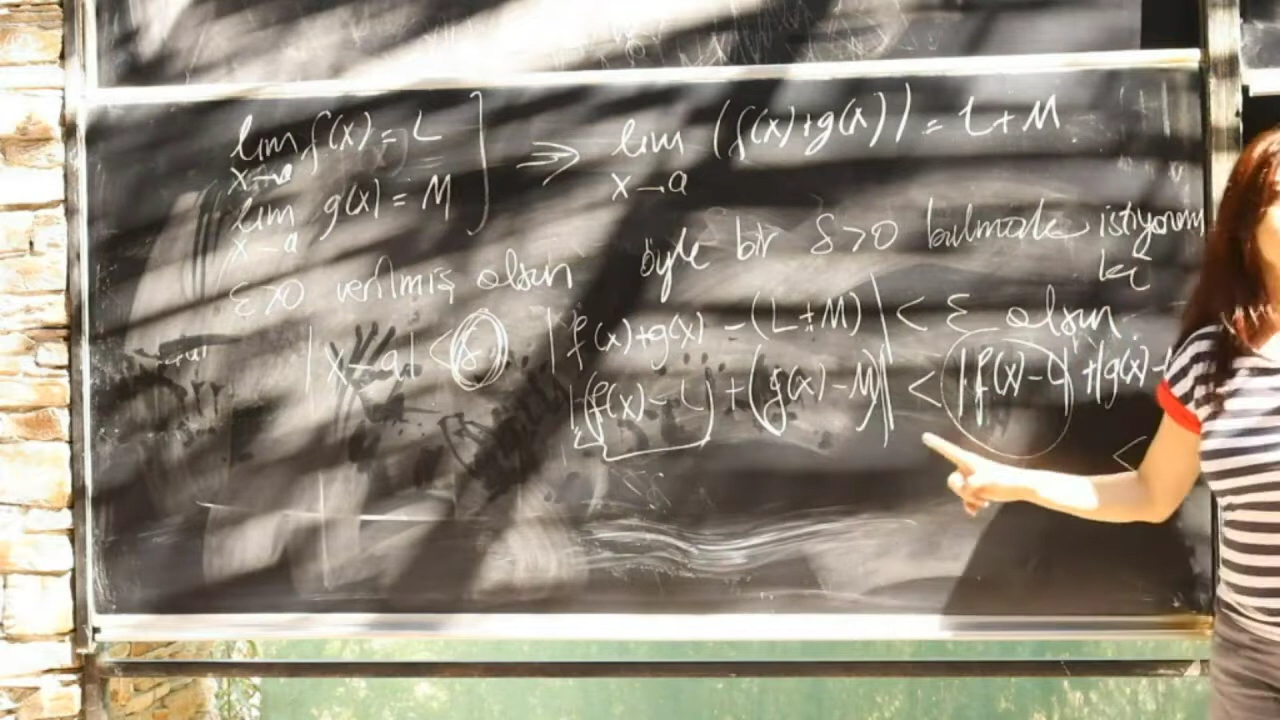 lim f(x) = L
x→a
lim g(x) = M
x→a
⇒ lim (f(x)+g(x)) = L+M
x→a
ε>0 verilmiş olsun öyle bir δ>0 bulmak istiyorum
ki
|x-a| < δ |f(x)+g(x) - (L+M)| < ε olsun
|(f(x)-L) + (g(x)-M)| < |f(x)-L| + |g(x)-
<